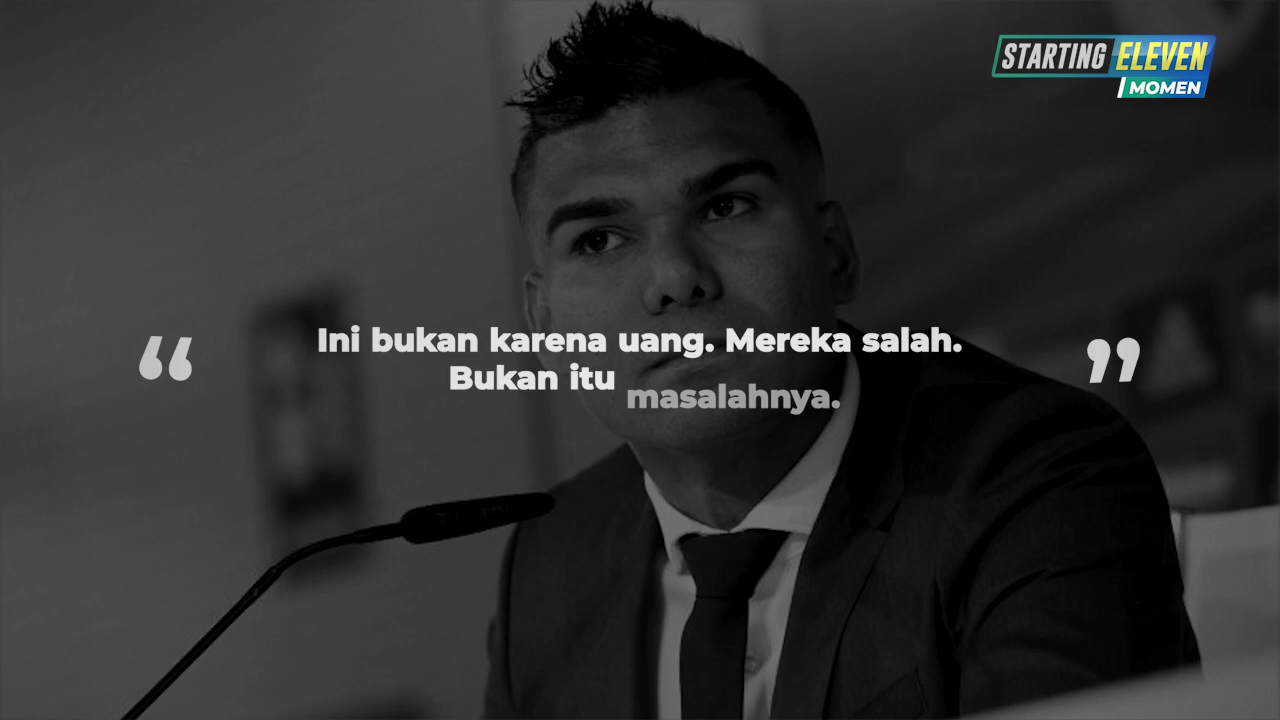 STARTING ELEVEN
MOMEN
“ Ini bukan karena uang. Mereka salah. ”
Bukan itu masalahnya.